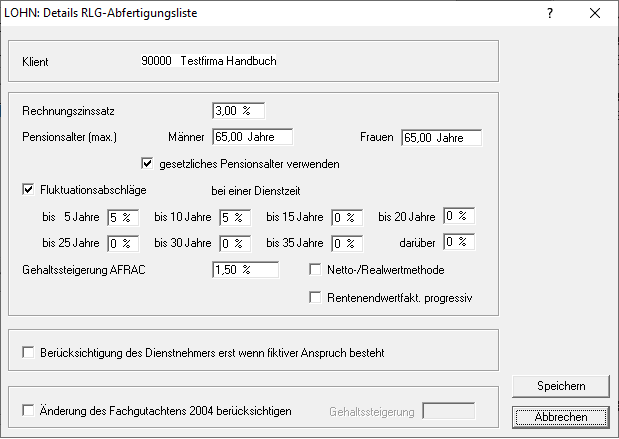 LOHN: Details RLG-Abfertigungsliste ? ×
Klient 90000 Testfirma Handbuch
Rechnungszinssatz 3,00 %
Pensionsalter (max.) Männer 65,00 Jahre Frauen 65,00 Jahre
gesetzliches Pensionsalter verwenden
Fluktuationsabschläge bei einer Dienstzeit
bis 5 Jahre 5 % bis 10 Jahre 5 % bis 15 Jahre 0 % bis 20 Jahre 0 %
bis 25 Jahre 0 % bis 30 Jahre 0 % bis 35 Jahre 0 % darüber 0 %
Gehaltssteigerung AFRAC 1,50 % Netto-/Realwertmethode
Rentenendwertfakt. progressiv
Berücksichtigung des Dienstnehmers erst wenn fiktiver Anspruch besteht
Speichern
Änderung des Fachgutachtens 2004 berücksichtigen Gehaltssteigerung
Abbrechen